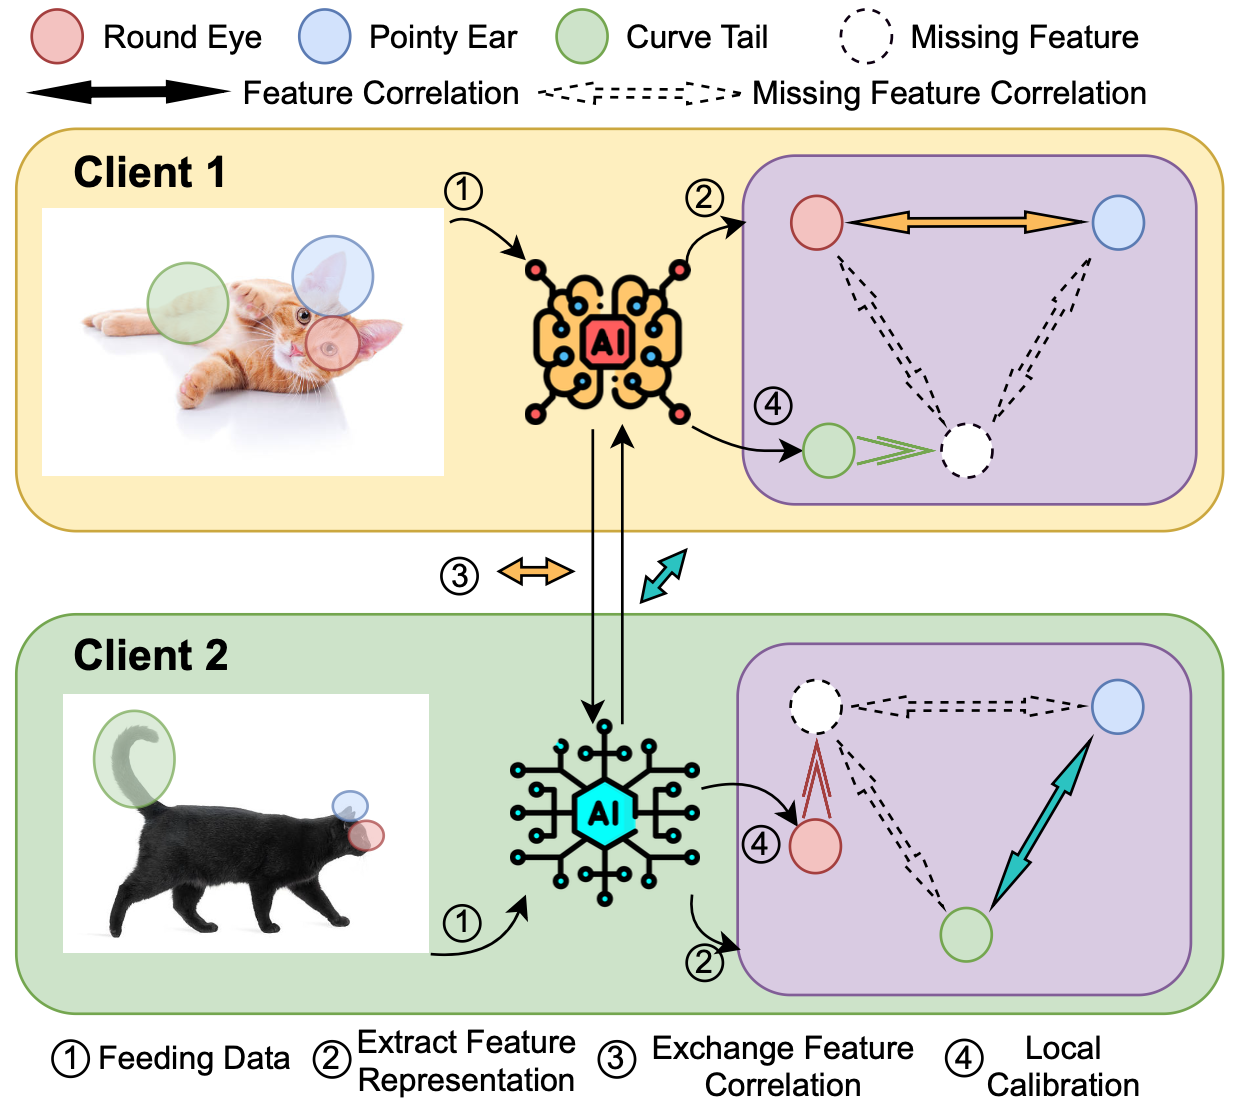 Round Eye
Pointy Ear
Curve Tail
Missing Feature
Feature Correlation
Missing Feature Correlation
Client 1
1
2
AI
4
3
Client 2
AI
4
1
2
1 Feeding Data
2 Extract Feature
Representation
3 Exchange Feature
Correlation
4 Local
Calibration